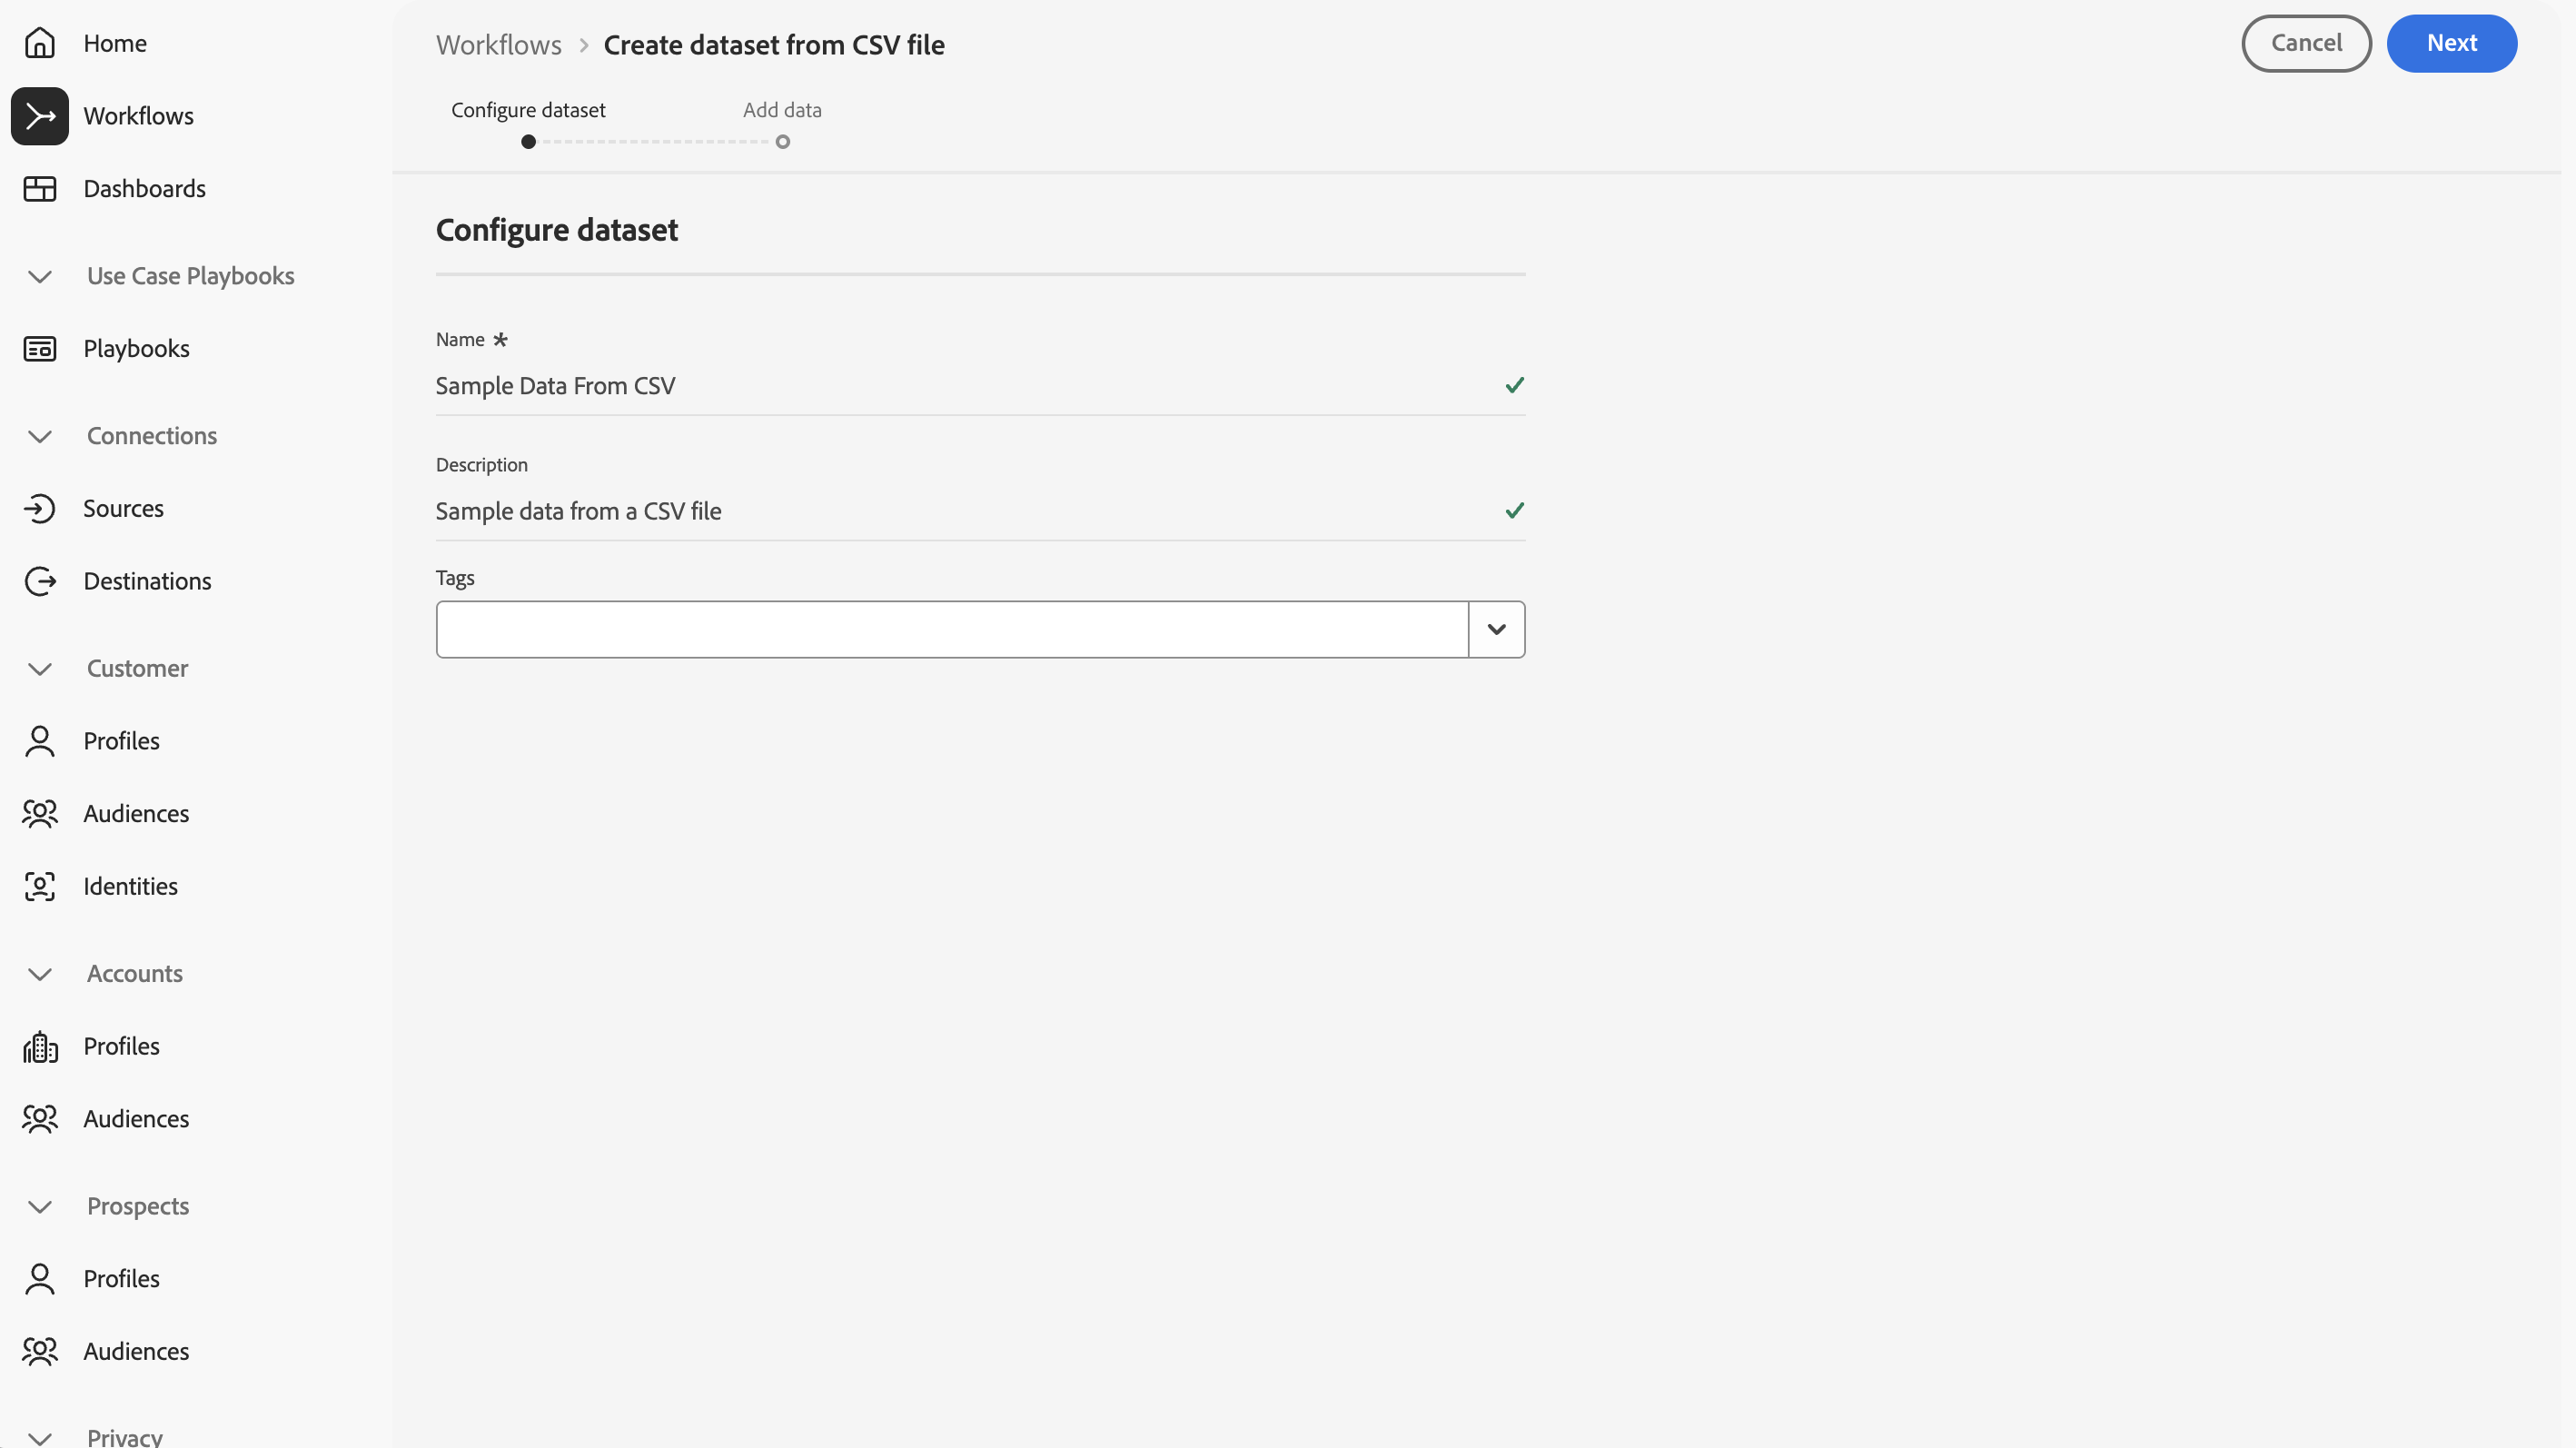 Home
Workflows
Dashboards
Use Case Playbooks
Playbooks
Connections
Sources
Destinations
Customer
Profiles
Audiences
Identities
Accounts
Profiles
Audiences
Prospects
Profiles
Audiences
Privacy
Workflows > Create dataset from CSV file
Cancel
Next
Configure dataset
Add data
Configure dataset
Name *
Sample Data From CSV
Description
Sample data from a CSV file
Tags